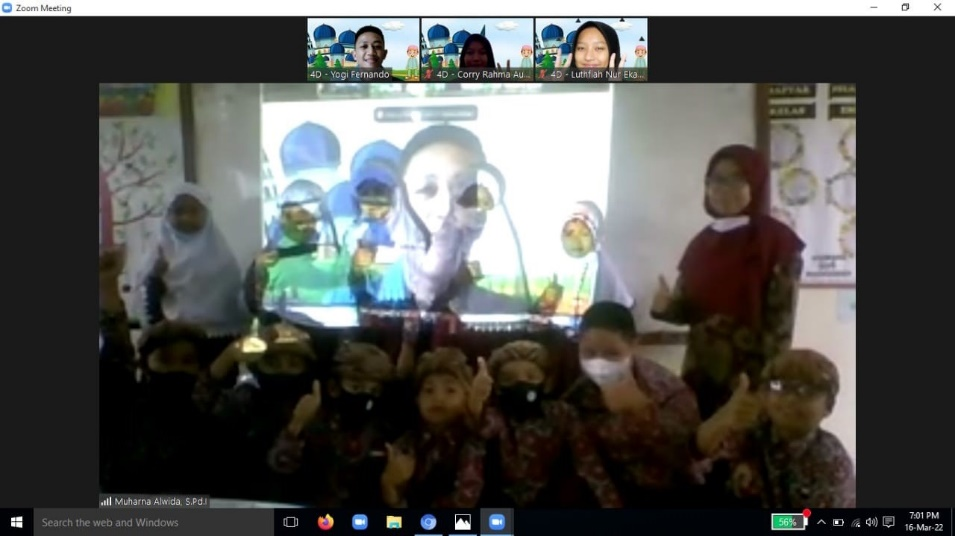 Zoom Meeting
4D - Yogi Fernando
4D - Corry Rahma Au...
4D - Luthfiah Nur Eka...
KELAS
Muharna Alwida, S.Pd.I
Search the web and Windows
56%
7:01 PM
16-Mar-22